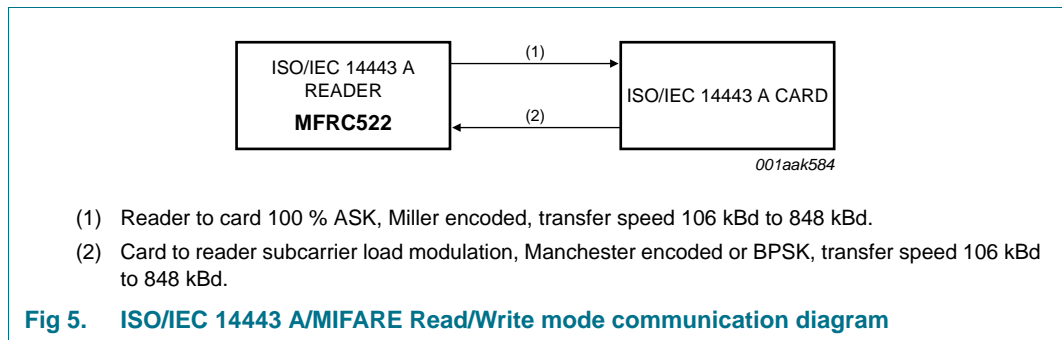 ISO/IEC 14443 A
READER
MFRC522
(1)
(2)
ISO/IEC 14443 A CARD
001aak584
(1) Reader to card 100 % ASK, Miller encoded, transfer speed 106 kBd to 848 kBd.
(2) Card to reader subcarrier load modulation, Manchester encoded or BPSK, transfer speed 106 kBd
to 848 kBd.
Fig 5. ISO/IEC 14443 A/MIFARE Read/Write mode communication diagram